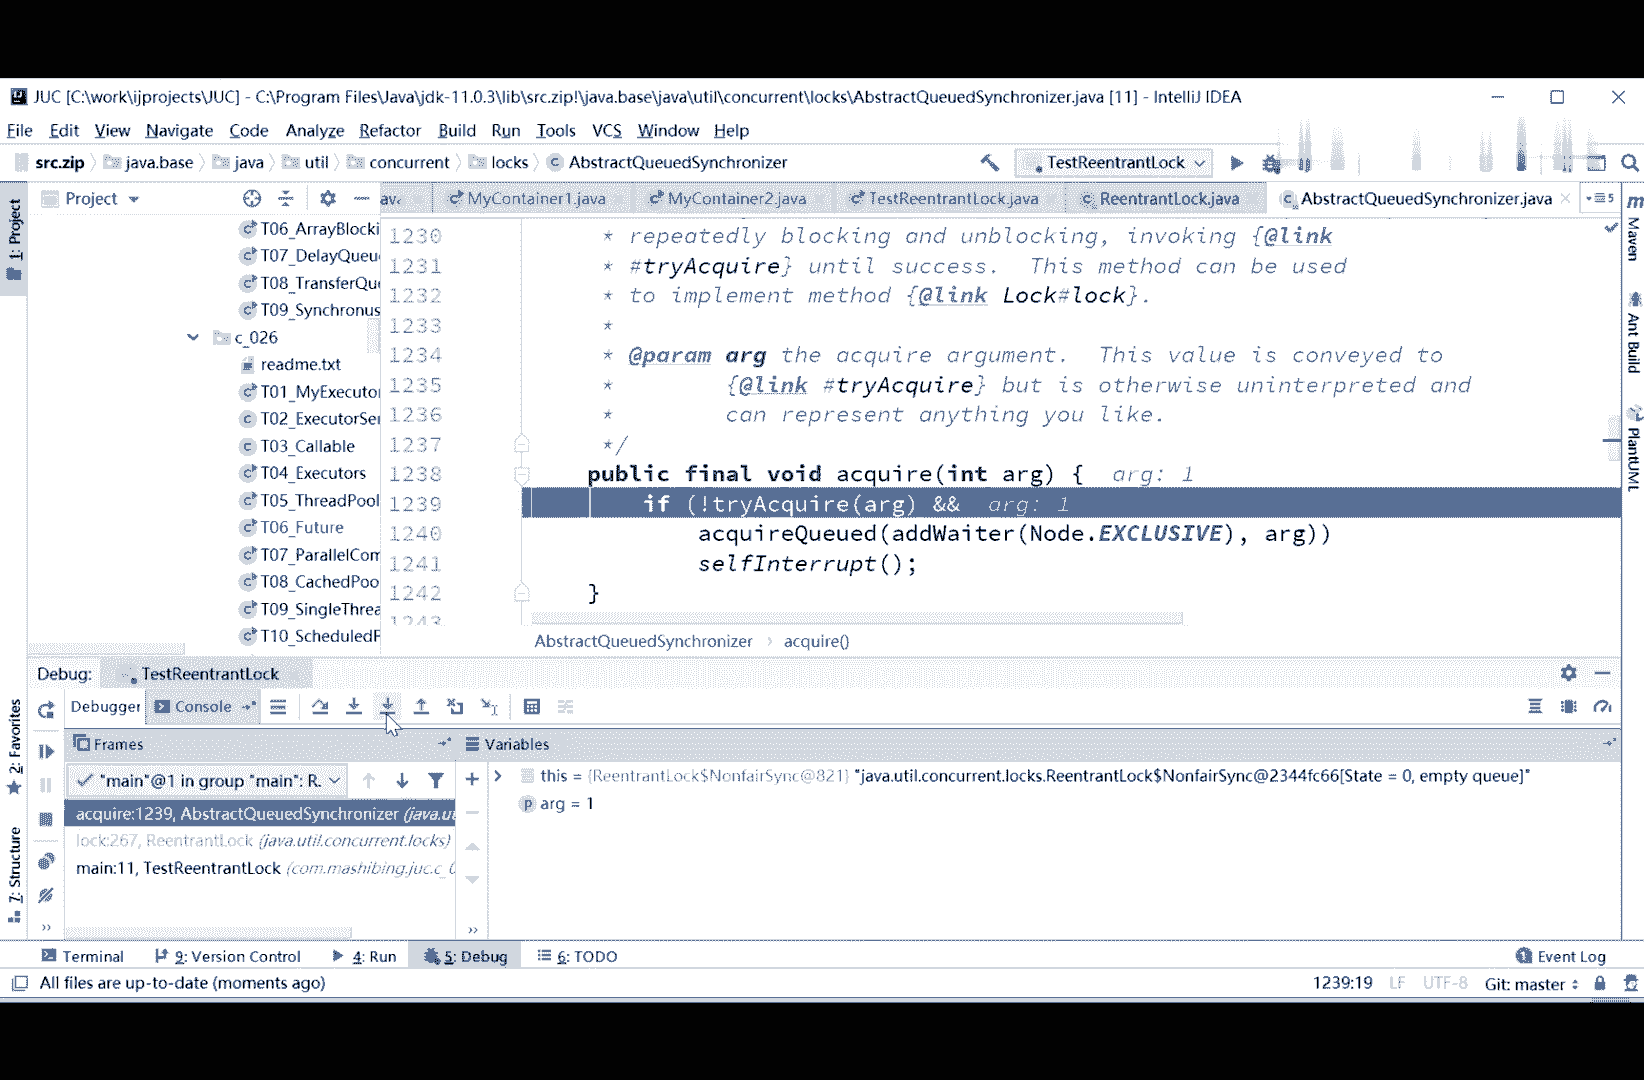 JUC [C:\work\ijprojects\JUC] - C:\Program Files\Java\jdk-11.0.3\lib\src.zip!\java.base\java\util\concurrent\locks\AbstractQueuedSynchronizer.java [11] - IntelliJ IDEA
File Edit View Navigate Code Analyze Refactor Build Run Tools VCS Window Help
src.zip java.base java util concurrent locks AbstractQueuedSynchronizer TestReentrantLock
1: Project
Project
MyContainer1.java MyContainer2.java TestReentrantLock.java ReentrantLock.java AbstractQueuedSynchronizer.java
T06_ArrayBlocki
T07_DelayQueu
T08_TransferQu
T09_Synchronus
c_026
readme.txt
T01_MyExecutor
T02_ExecutorSer
T03_Callable
T04_Executors
T05_ThreadPool
T06_Future
T07_ParallelCom
T08_CachedPoo
T09_SingleThrea
T10_ScheduledP
1230 * repeatedly blocking and unblocking, invoking {@link
1231 * #tryAcquire} until success.  This method can be used
1232 * to implement method {@link Lock#lock}.
1233 *
1234 * @param arg the acquire argument.  This value is conveyed to
1235 *        {@link #tryAcquire} but is otherwise uninterpreted and
1236 *        can represent anything you like.
1237 */
1238 public final void acquire(int arg) {  arg: 1
1239 if (!tryAcquire(arg) &&  arg: 1
1240 acquireQueued(addWaiter(Node.EXCLUSIVE), arg))
1241 selfInterrupt();
1242 }
1243
AbstractQueuedSynchronizer acquire()
Maven
Ant Build
PlantUML
Debug: TestReentrantLock
Debugger Console
Frames
Variables
"main"@1 in group "main": R.
acquire:1239, AbstractQueuedSynchronizer (java.ut
lock:267, ReentrantLock (java.util.concurrent.locks)
main:11, TestReentrantLock (com.mashibing.juc.c_0
this = {ReentrantLock$NonfairSync@821} "java.util.concurrent.locks.ReentrantLock$NonfairSync@2344fc66[State = 0, empty queue]"
arg = 1
2: Favorites
7: Structure
Terminal 9: Version Control 4: Run 5: Debug 6: TODO Event Log
All files are up-to-date (moments ago) 1239:19 LF UTF-8 Git: master